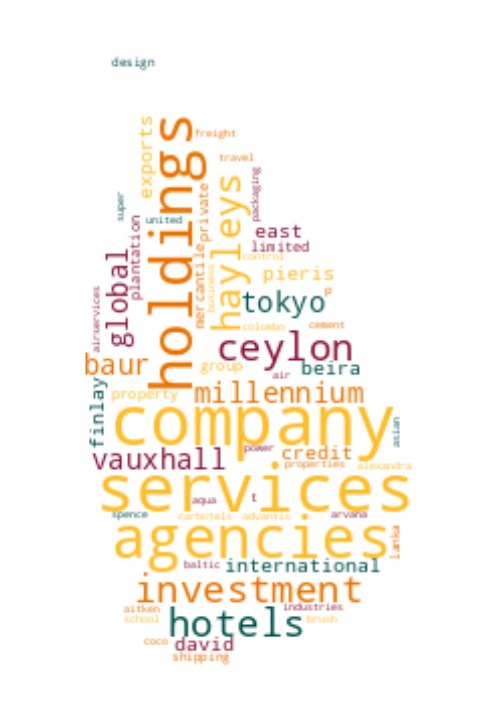 design
holdings
exports
freight
travel
packaging
hayleys
private
mercantile
super
united
plantation
east
limited
control
business
global
airservices
pieris
p
tokyo
colombo
cement
ceylon
baur
group
air
beira
finlay
property
millennium
company
asian
vauxhall
power
credit
properties
alexandra
services
aqua
t
spence
carbotels
advantis
arvana
agencies
lanka
baltic
international
investment
aitken
industries
school
hotels
brush
coco
david
shipping